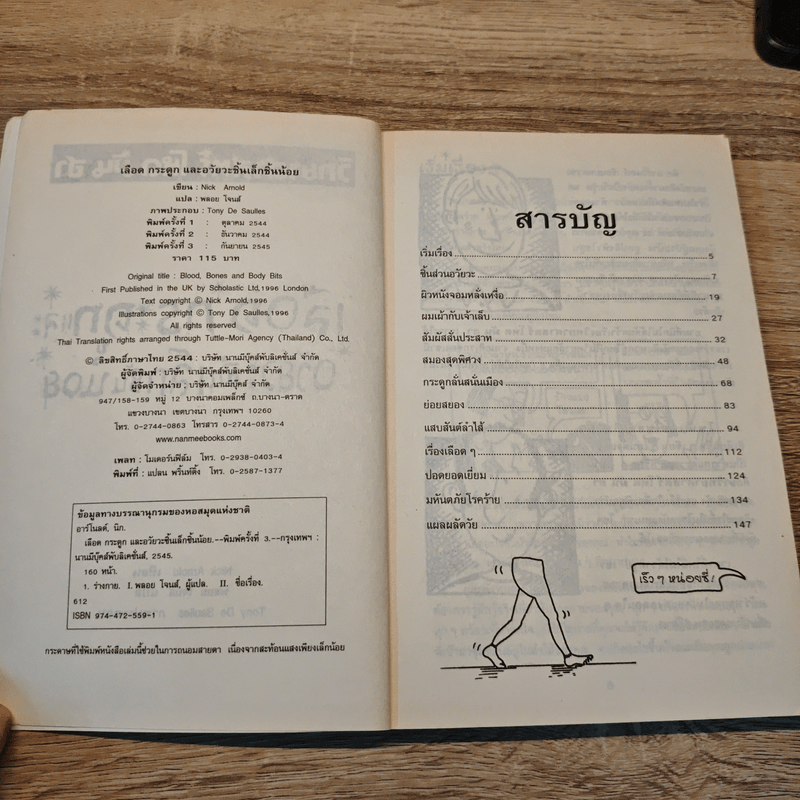 เลือด กระดูก และอวัยวะชิ้นเล็กชิ้นน้อย
เขียน : Nick Arnold
แปล : พลอย โจนส์
ภาพประกอบ : Tony De Saulles
พิมพ์ครั้งที่ 1 : ตุลาคม 2544
พิมพ์ครั้งที่ 2 : ธันวาคม 2544
พิมพ์ครั้งที่ 3 : กันยายน 2545
ราคา 115 บาท
Original title : Blood, Bones and Body Bits
First Published in the UK by Scholastic Ltd,1996 London
Text copyright © Nick Arnold,1996
Illustrations copyright © Tony De Saulles,1996
All rights reserved
Thai Translation rights arranged through Tuttle-Mori Agency (Thailand) Co., Ltd.
© ลิขสิทธิ์ภาษาไทย 2544 : บริษัท นานมีบุ๊คส์พับลิเคชั่นส์ จำกัด
ผู้จัดพิมพ์ : บริษัท นานมีบุ๊คส์พับลิเคชั่นส์ จำกัด
ผู้จัดจำหน่าย : บริษัท นานมีบุ๊คส์ จำกัด
947/158-159 หมู่ 12 บางนาคอมเพล็กซ์ ถ.บางนา-ตราด
แขวงบางนา เขตบางนา กรุงเทพฯ 10260
โทร. 0-2744-0863 โทรสาร 0-2744-0873-4
www.nanmeebooks.com
เพลท : โมเดอร์นฟิล์ม โทร. 0-2938-0403-4
พิมพ์ที่ : แปลน พริ้นท์ติ้ง โทร. 0-2587-1377
ข้อมูลทางบรรณานุกรมของหอสมุดแห่งชาติ
อาร์โนลด์, นิก.
เลือด กระดูก และอวัยวะชิ้นเล็กชิ้นน้อย.--พิมพ์ครั้งที่ 3.--กรุงเทพฯ :
นานมีบุ๊คส์พับลิเคชั่นส์, 2545.
160 หน้า.
1. ร่างกาย. I. พลอย โจนส์, ผู้แปล. II. ชื่อเรื่อง.
612
ISBN 974-472-559-1
กระดาษที่ใช้พิมพ์หนังสือเล่มนี้ช่วยในการถนอมสายตา เนื่องจากสะท้อนแสงเพียงเล็กน้อย
สารบัญ
เริ่มเรื่อง 5
ชิ้นส่วนอวัยวะ 7
ผิวหนังจอมหลั่งเหงื่อ 19
ผมเผ้ากับเจ้าเล็บ 27
สัมผัสสั่นประสาท 32
สมองสุดพิศวง 48
กระดูกลั่นสนั่นเมือง 68
ย่อยสยอง 83
แสบสันต์ลำไส้ 94
เรื่องเลือด ๆ 112
ปอดยอดเยี่ยม 124
มหันตภัยโรคร้าย 134
แผลผลัดวัย 147
เร็ว ๆ หน่อยซี่!